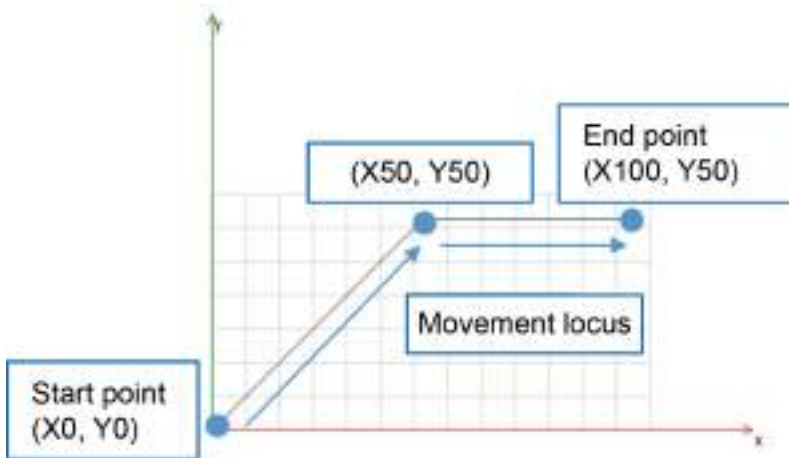 Y
End point
(X100, Y50)
(X50, Y50)
Movement locus
Start point
(X0, Y0)
x